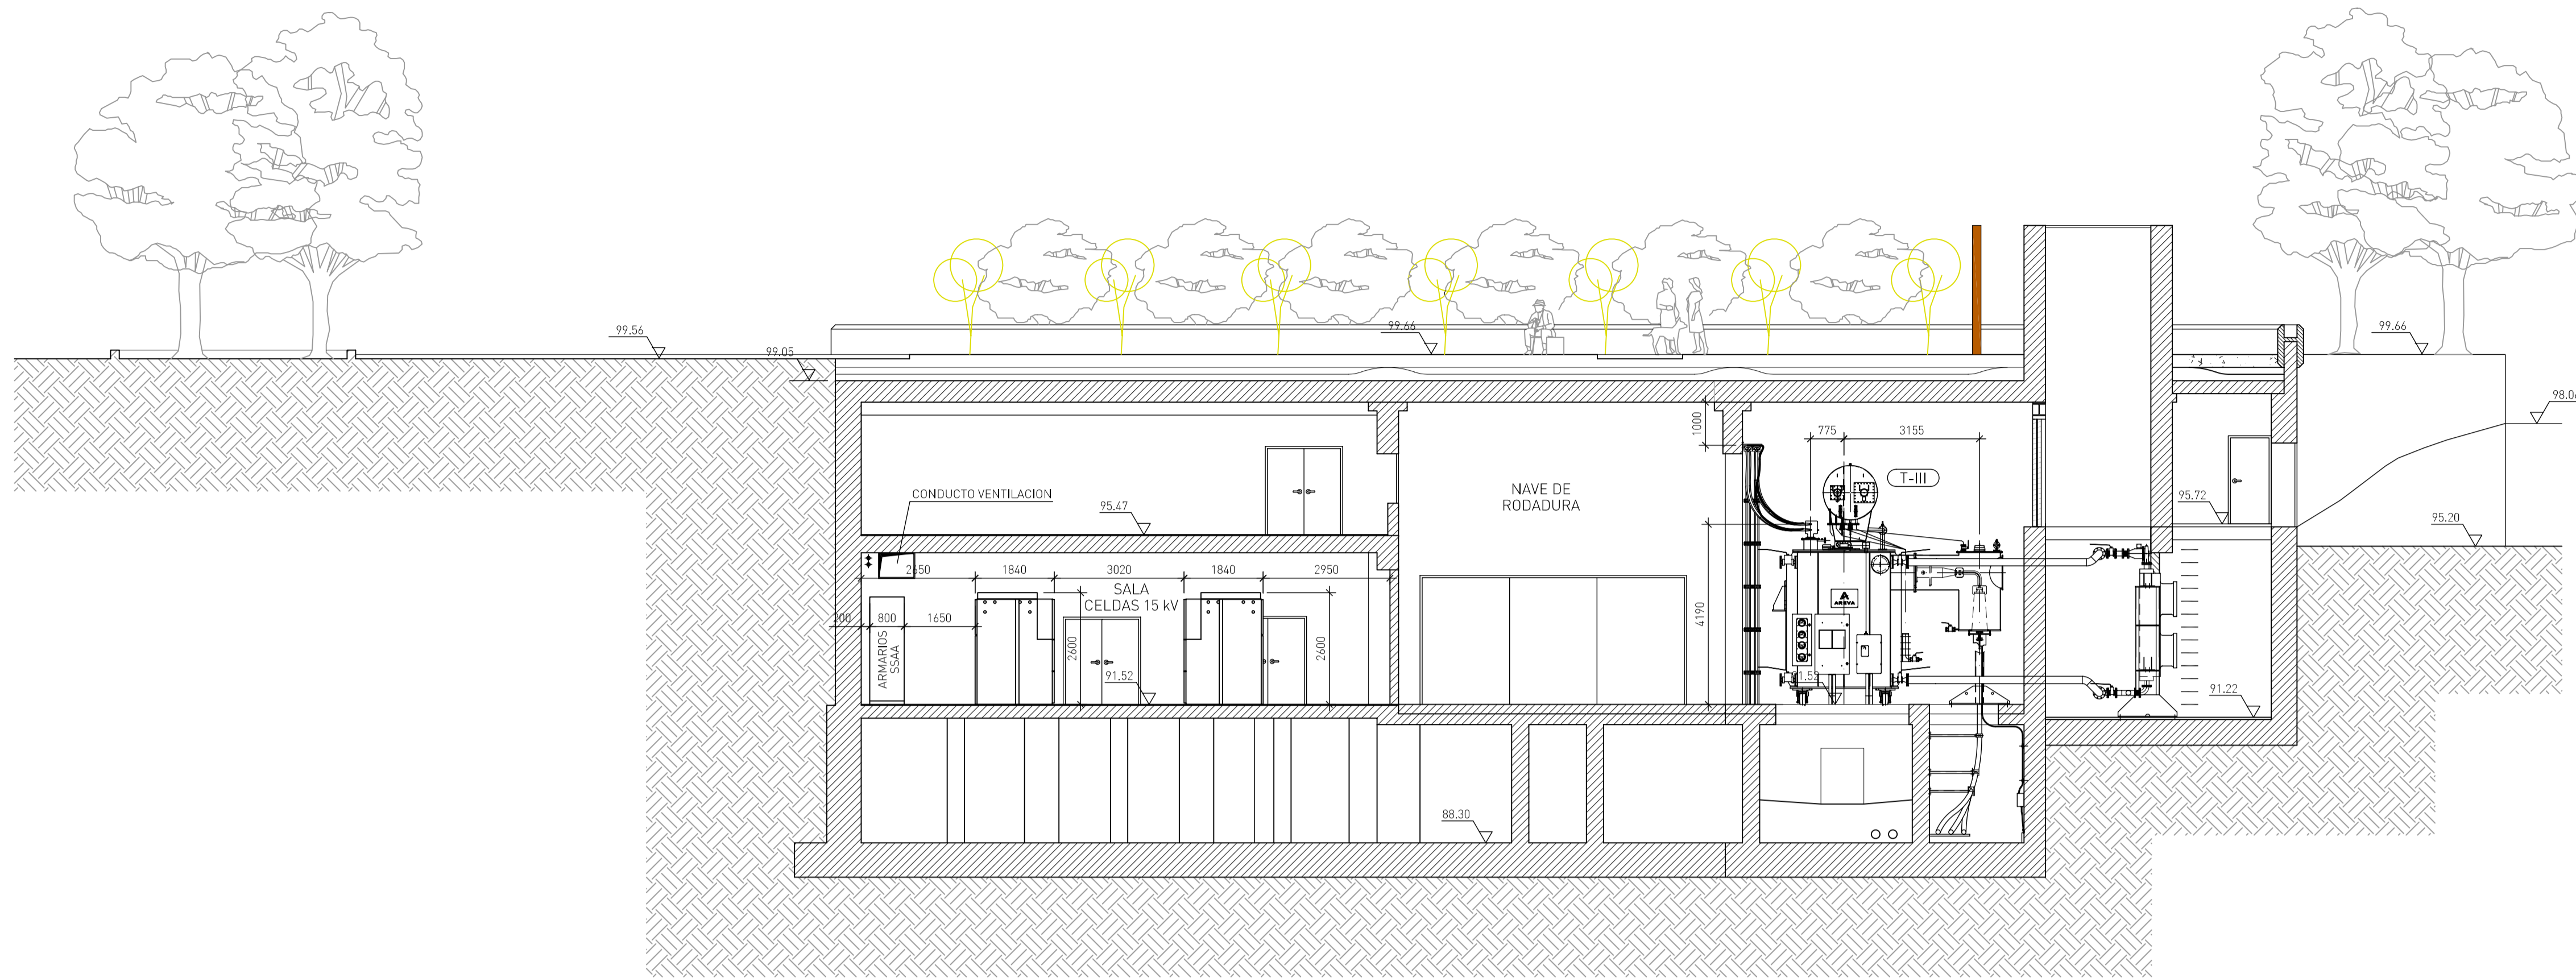 99.56
99.05
99.66
99.66
98.06
1000
775
3155
T-III
NAVE DE
RODADURA
CONDUCTO VENTILACION
95.47
95.72
95.20
2650
1840
3020
1840
2950
SALA
CELDAS 15 kV
200
800
1650
ARMARIOS
SSAA
2600
2600
4190
AREVA
91.52
91.52
91.22
88.30